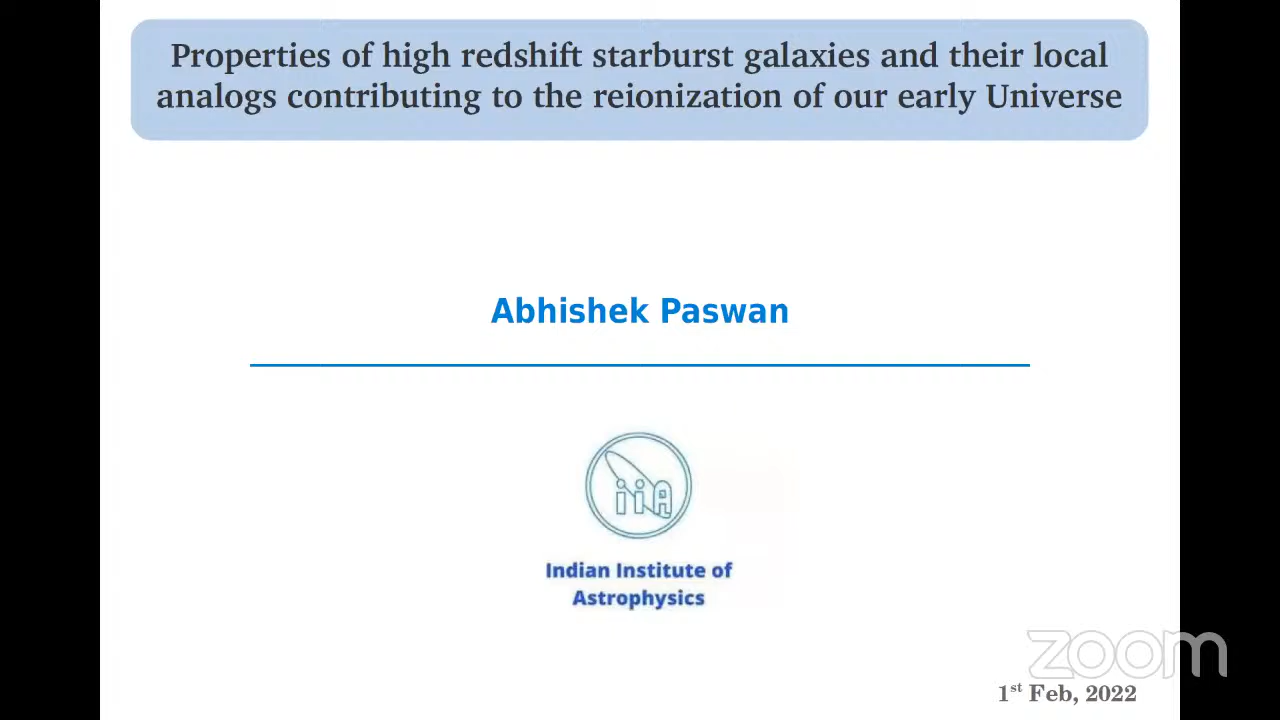 Properties of high redshift starburst galaxies and their local
analogs contributing to the reionization of our early Universe
Abhishek Paswan
iiA
Indian Institute of
Astrophysics
zoom
1st Feb, 2022